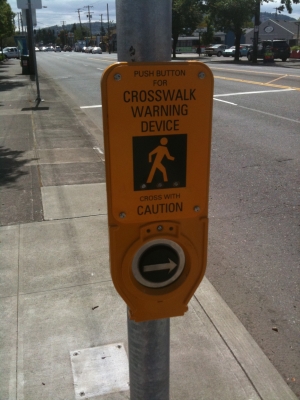 PUSH BUTTON
FOR
CROSSWALK
WARNING
DEVICE
CROSS WITH
CAUTION